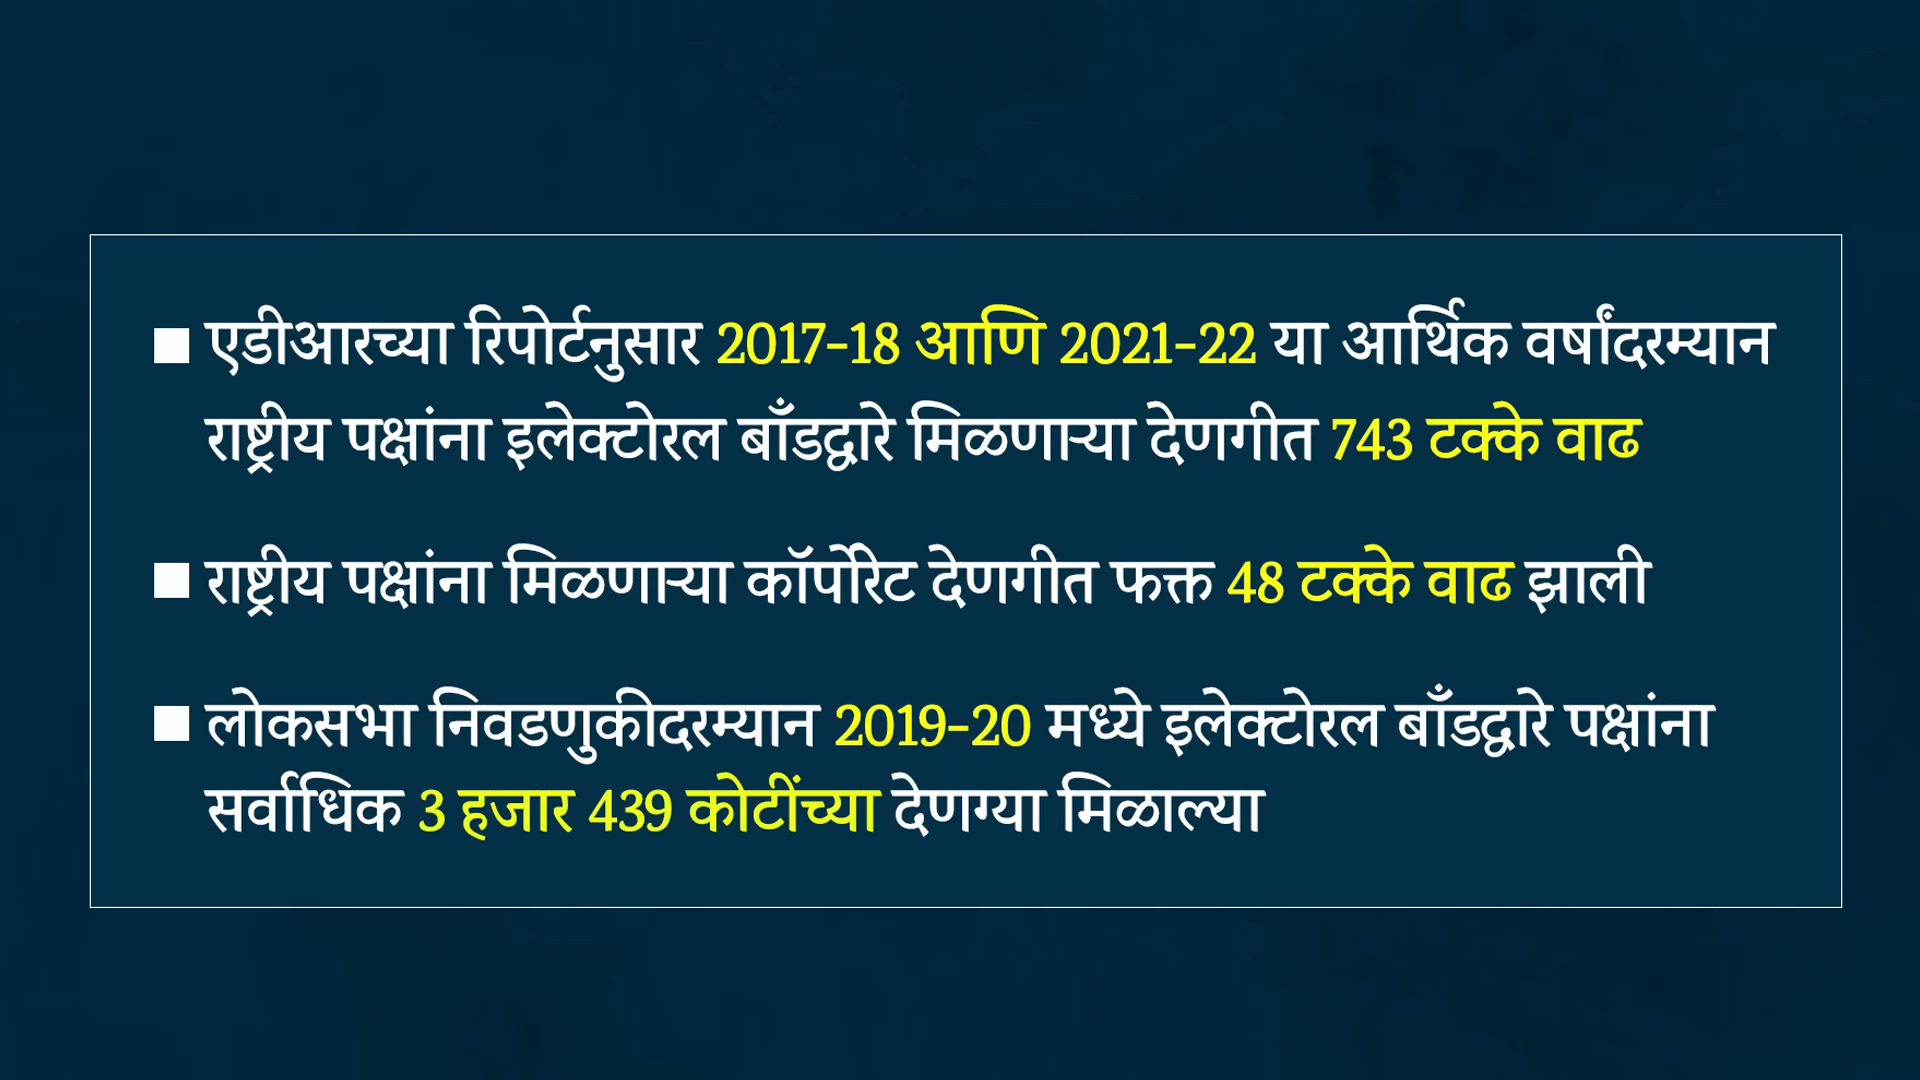 ■ एडीआरच्या रिपोर्टनुसार 2017-18 आणि 2021-22 या आर्थिक वर्षांदरम्यान
राष्ट्रीय पक्षांना इलेक्टोरल बाँडद्वारे मिळणाऱ्या देणगीत 743 टक्के वाढ
■ राष्ट्रीय पक्षांना मिळणाऱ्या कॉर्पोरेट देणगीत फक्त 48 टक्के वाढ झाली
■ लोकसभा निवडणुकीदरम्यान 2019-20 मध्ये इलेक्टोरल बाँडद्वारे पक्षांना
सर्वाधिक 3 हजार 439 कोटींच्या देणग्या मिळाल्या